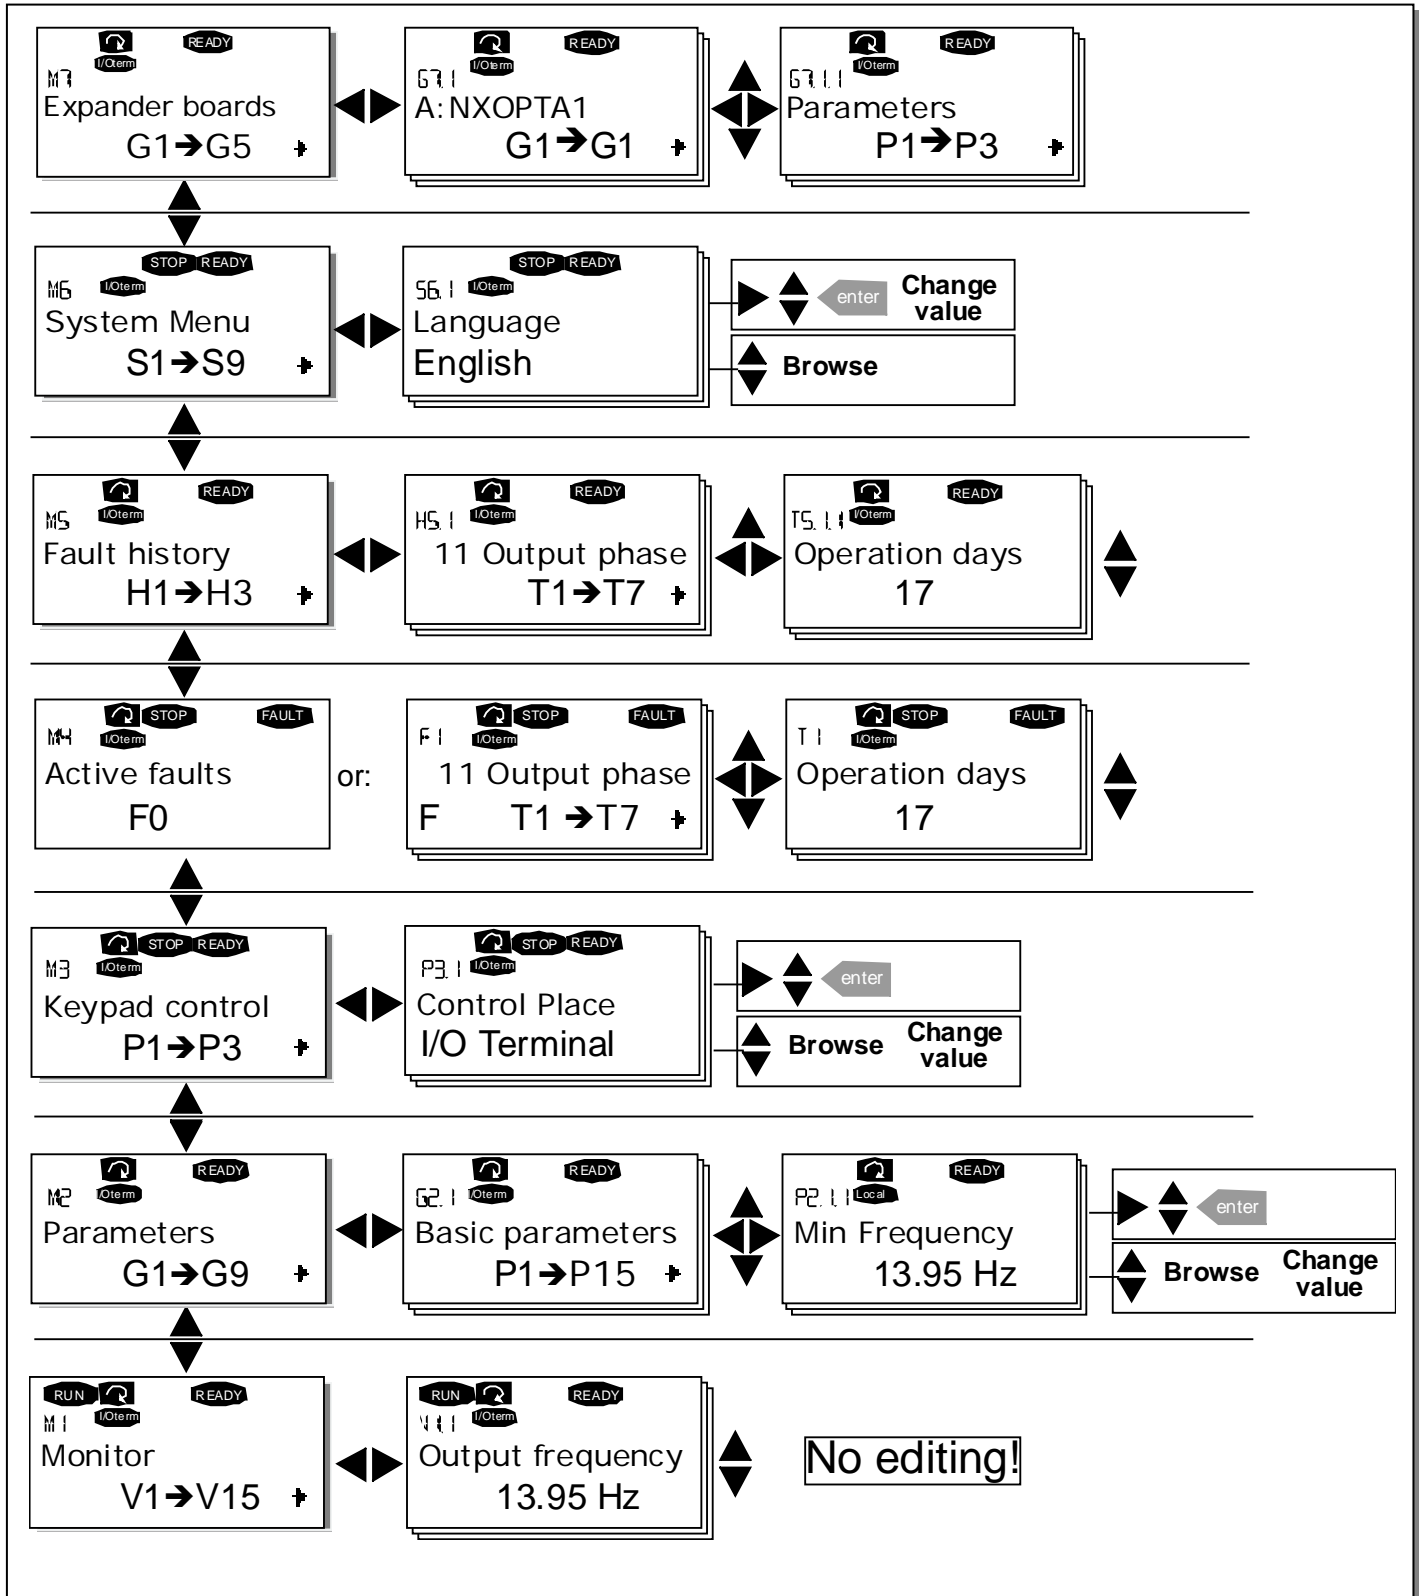 READY
I/Oterm
M7
Expander boards
G1➔G5
READY
I/Oterm
G7.1
A:NXOPTA1
G1➔G1
READY
I/Oterm
G7.1.1
Parameters
P1➔P3
STOP READY
M6 I/Oterm
System Menu
S1➔S9
STOP READY
S6.1 I/Oterm
Language
English
enter Change
value
Browse
READY
I/Oterm
M5
Fault history
H1➔H3
READY
I/Oterm
H5.1
11 Output phase
T1➔T7
READY
I/Oterm
T5.1.1
Operation days
17
STOP FAULT
M4 I/Oterm
Active faults
F0
or:
STOP FAULT
F1 I/Oterm
11 Output phase
F T1➔T7
STOP FAULT
T1 I/Oterm
Operation days
17
STOP READY
M3 I/Oterm
Keypad control
P1➔P3
STOP READY
P3.1 I/Oterm
Control Place
I/O Terminal
enter
Browse Change
value
READY
M2 I/Oterm
Parameters
G1➔G9
READY
G2.1 I/Oterm
Basic parameters
P1➔P15
READY
P2.1.1 Local
Min Frequency
13.95 Hz
enter
Browse Change
value
RUN READY
M1 I/Oterm
Monitor
V1➔V15
RUN READY
V1.1 I/Oterm
Output frequency
13.95 Hz
No editing!